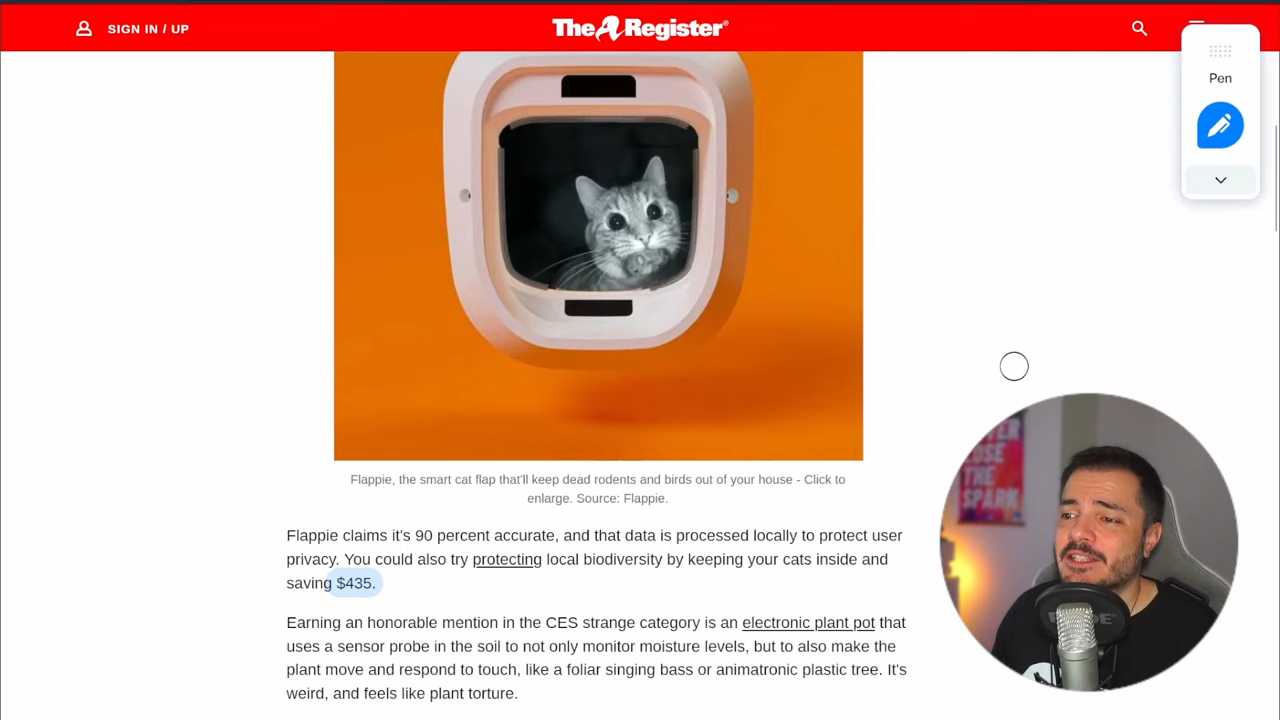 SIGN IN / UP
The Register®
Pen
Flappie, the smart cat flap that'll keep dead rodents and birds out of your house - Click to
enlarge. Source: Flappie.
Flappie claims it's 90 percent accurate, and that data is processed locally to protect user
privacy. You could also try protecting local biodiversity by keeping your cats inside and
saving $435.
Earning an honorable mention in the CES strange category is an electronic plant pot that
uses a sensor probe in the soil to not only monitor moisture levels, but to also make the
plant move and respond to touch, like a foliar singing bass or animatronic plastic tree. It's
weird, and feels like plant torture.
LOSE
THE
SPARK